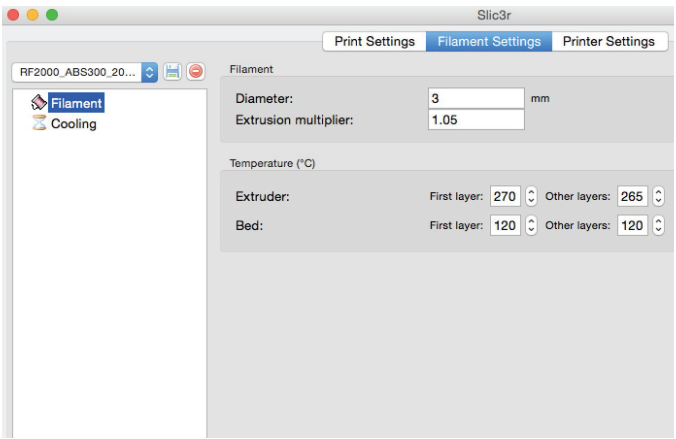 Slic3r
Print Settings Filament Settings Printer Settings
RF2000_ABS300_20...
Filament
Cooling
Filament
Diameter: 3 mm
Extrusion multiplier: 1.05
Temperature (°C)
Extruder: First layer: 270 Other layers: 265
Bed: First layer: 120 Other layers: 120